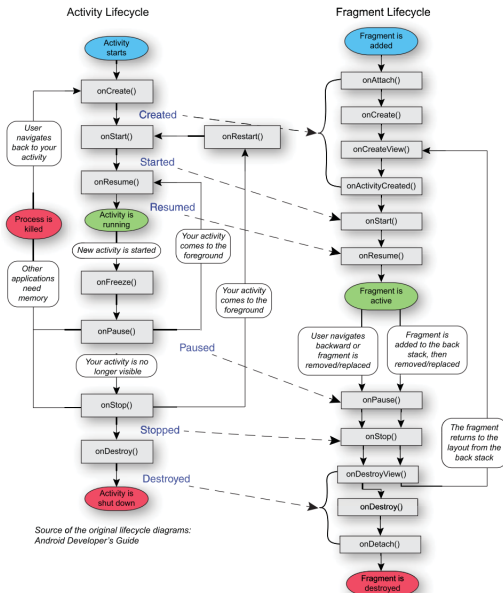 Activity Lifecycle
Fragment Lifecycle
Activity
starts
onCreate()
Created
User
navigates
back to your
activity
onStart()
onRestart()
Started
onResume()
Resumed
Process is
killed
Activity is
running
New activity is started
Your activity
comes to the
foreground
Other
applications
need
memory
onFreeze()
Your activity
comes to the
foreground
onPause()
Paused
Your activity is no
longer visible
onStop()
Stopped
onDestroy()
Destroyed
Activity is
shut down
Source of the original lifecycle diagrams:
Android Developer's Guide
Fragment is
added
onAttach()
onCreate()
onCreateView()
onActivityCreated()
onStart()
onResume()
Fragment is
active
User navigates
backward or
fragment is
removed/replaced
Fragment is
added to the back
stack, then
removed/replaced
onPause()
onStop()
The fragment
returns to the
layout from the
back stack
onDestroyView()
onDestroy()
onDetach()
Fragment is
destroyed